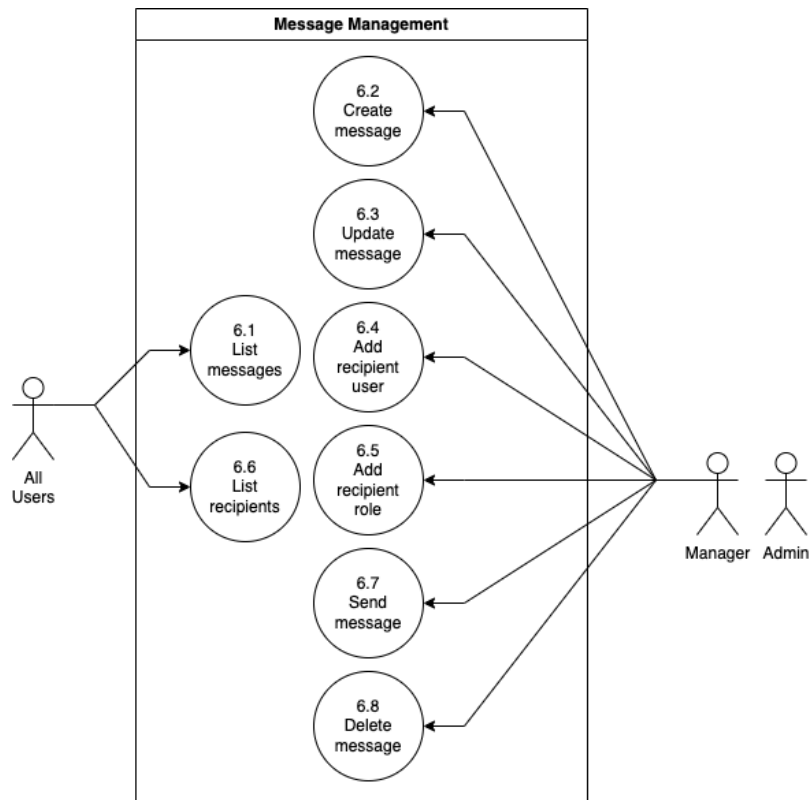 Message Management
6.2
Create
message
6.3
Update
message
6.1
List
messages
6.4
Add
recipient
user
6.6
List
recipients
6.5
Add
recipient
role
All
Users
Manager
Admin
6.7
Send
message
6.8
Delete
message